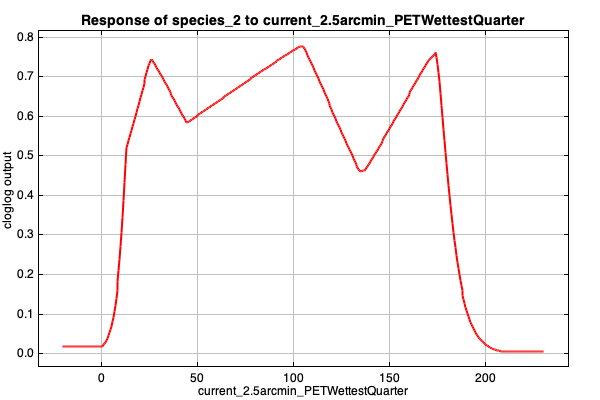 Response of species_2 to current_2.5arcmin_PETWettestQuarter
0.8
0.7
0.6
0.5
0.4
0.3
0.2
0.1
0.0
cloglog output
0 50 100 150 200
current_2.5arcmin_PETWettestQuarter